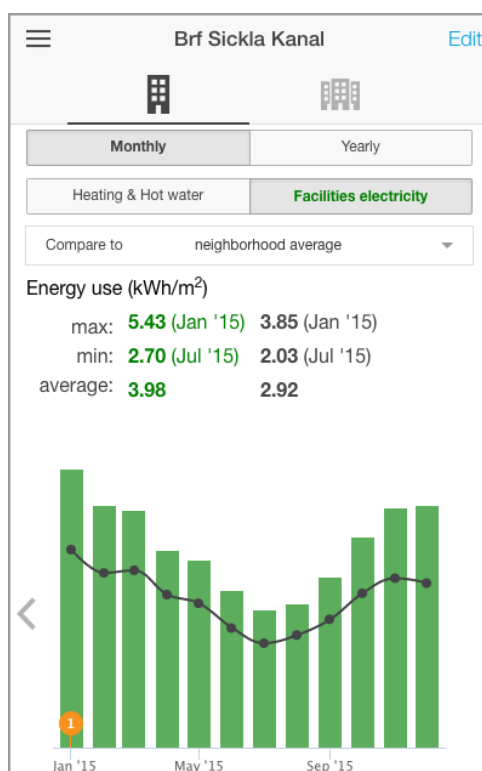 Brf Sickla Kanal Edit
Monthly Yearly
Heating & Hot water Facilities electricity
Compare to neighborhood average
Energy use (kWh/m²)
max: 5.43 (Jan '15) 3.85 (Jan '15)
min: 2.70 (Jul '15) 2.03 (Jul '15)
average: 3.98 2.92
1
Jan '15 May '15 Sep '15